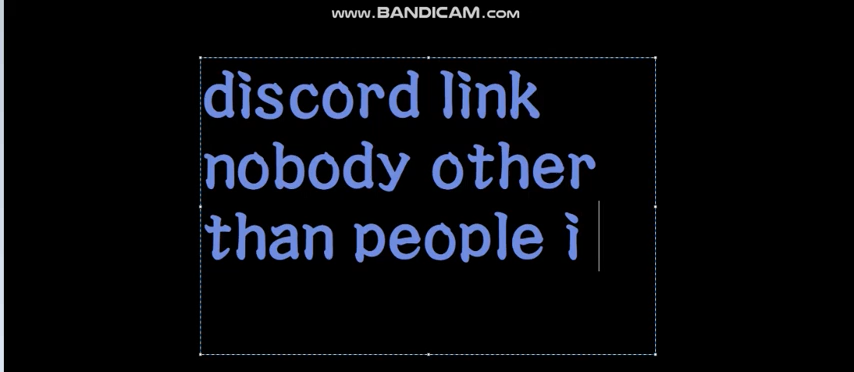 www.BANDICAM.com
discord link
nobody other
than people i